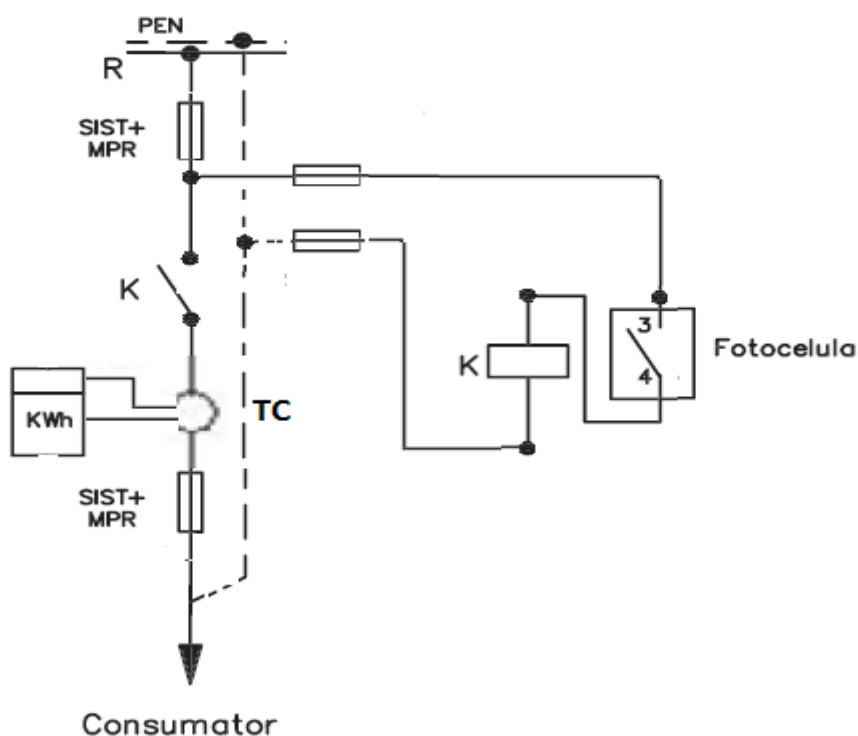 PEN
R
SIST+
MPR
K
3
4
Fotocelula
K
KWh
TC
SIST+
MPR
Consumator